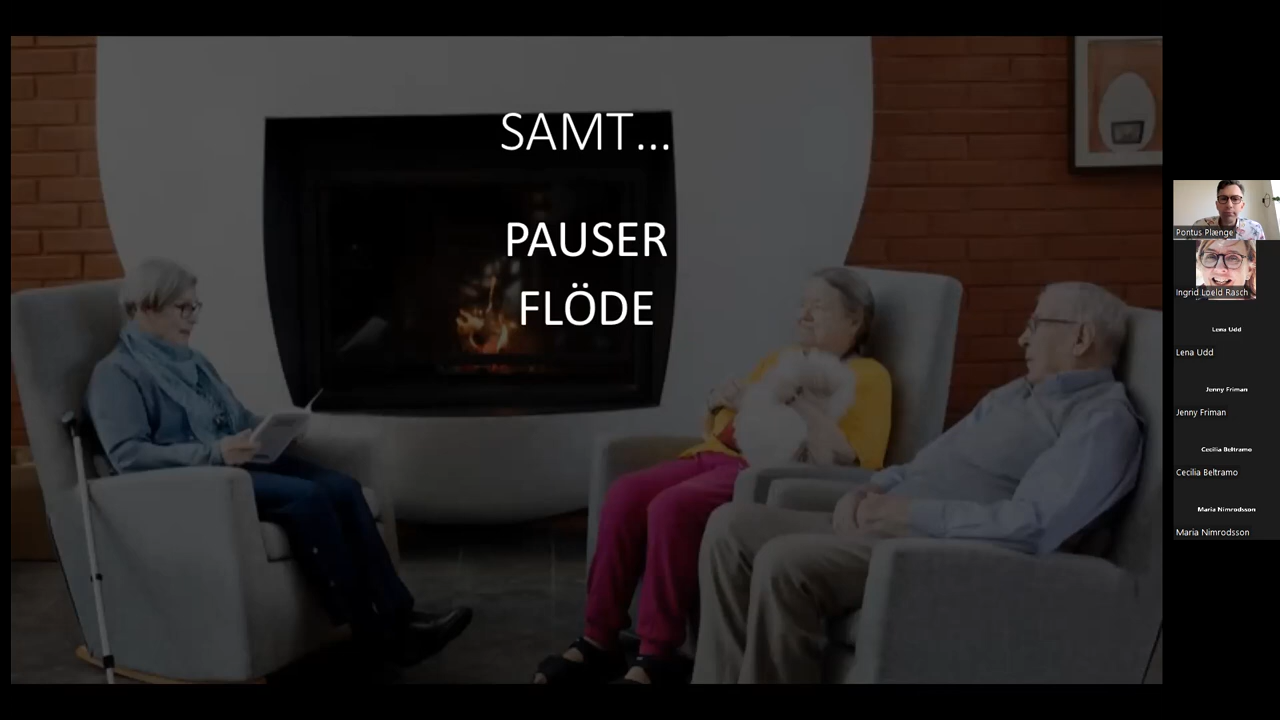 SAMT...
PAUSER
FLÖDE
Pontus Plænge
Ingrid Loeld Rasch
Lena Udd
Lena Udd
Jenny Friman
Jenny Friman
Cecilia Beltramo
Cecilia Beltramo
Maria Nimrodsson
Maria Nimrodsson